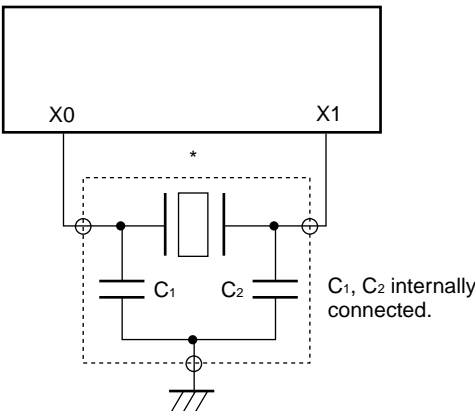 X0 X1
*
C₁ C₂
C₁, C₂ internally
connected.